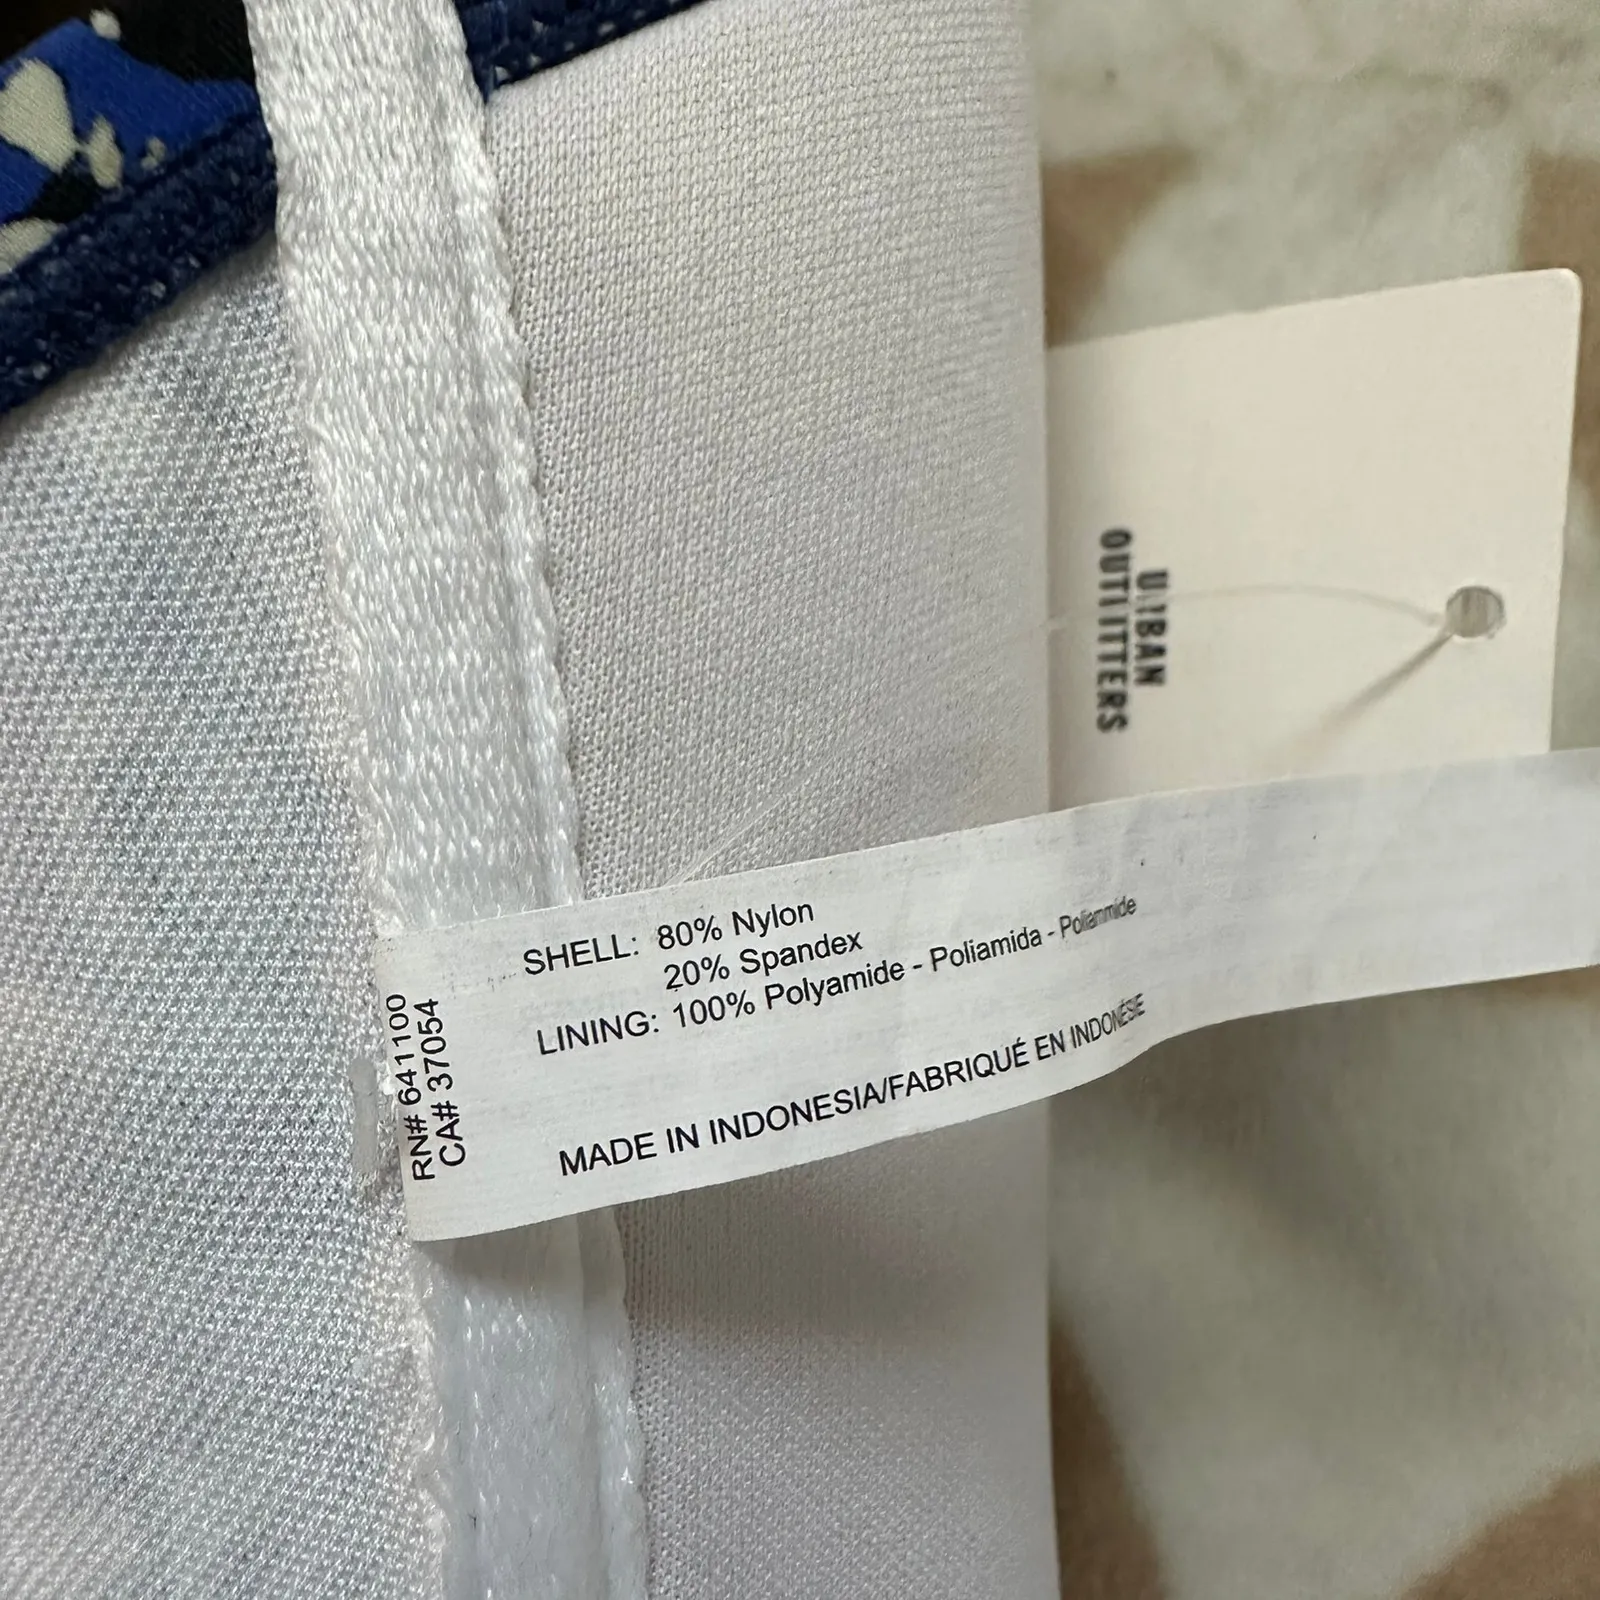 URBAN
OUTFITTERS
SHELL: 80% Nylon
20% Spandex
LINING: 100% Polyamide - Poliamida - Poliammide
MADE IN INDONESIA/FABRIQUÉ EN INDONÉSIE
RN# 641100
CA# 37054